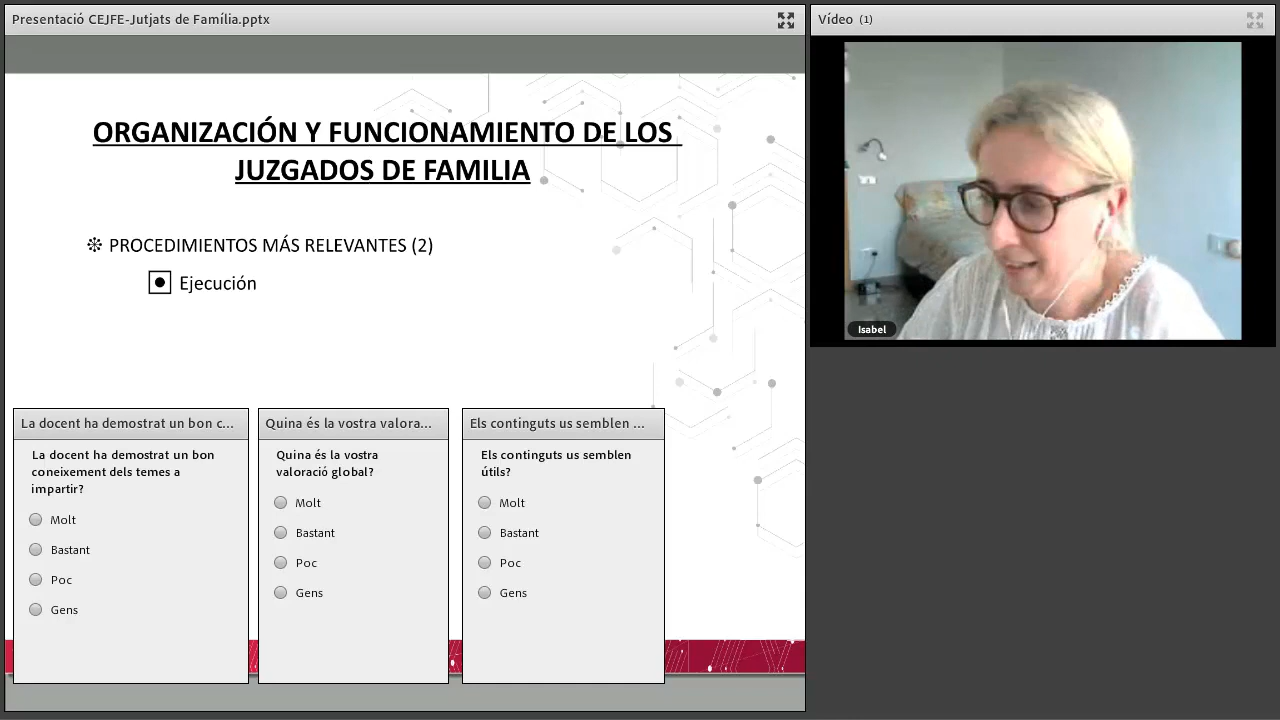 Presentació CEJFE-Jutjats de Família.pptx
ORGANIZACIÓN Y FUNCIONAMIENTO DE LOS
JUZGADOS DE FAMILIA
❊ PROCEDIMIENTOS MÁS RELEVANTES (2)
Ejecución
La docent ha demostrat un bon c...
La docent ha demostrat un bon
coneixement dels temes a
impartir?
Molt
Bastant
Poc
Gens
Quina és la vostra valora...
Quina és la vostra
valoració global?
Molt
Bastant
Poc
Gens
Els continguts us semblen ...
Els continguts us semblen
útils?
Molt
Bastant
Poc
Gens
Vídeo (1)
Isabel